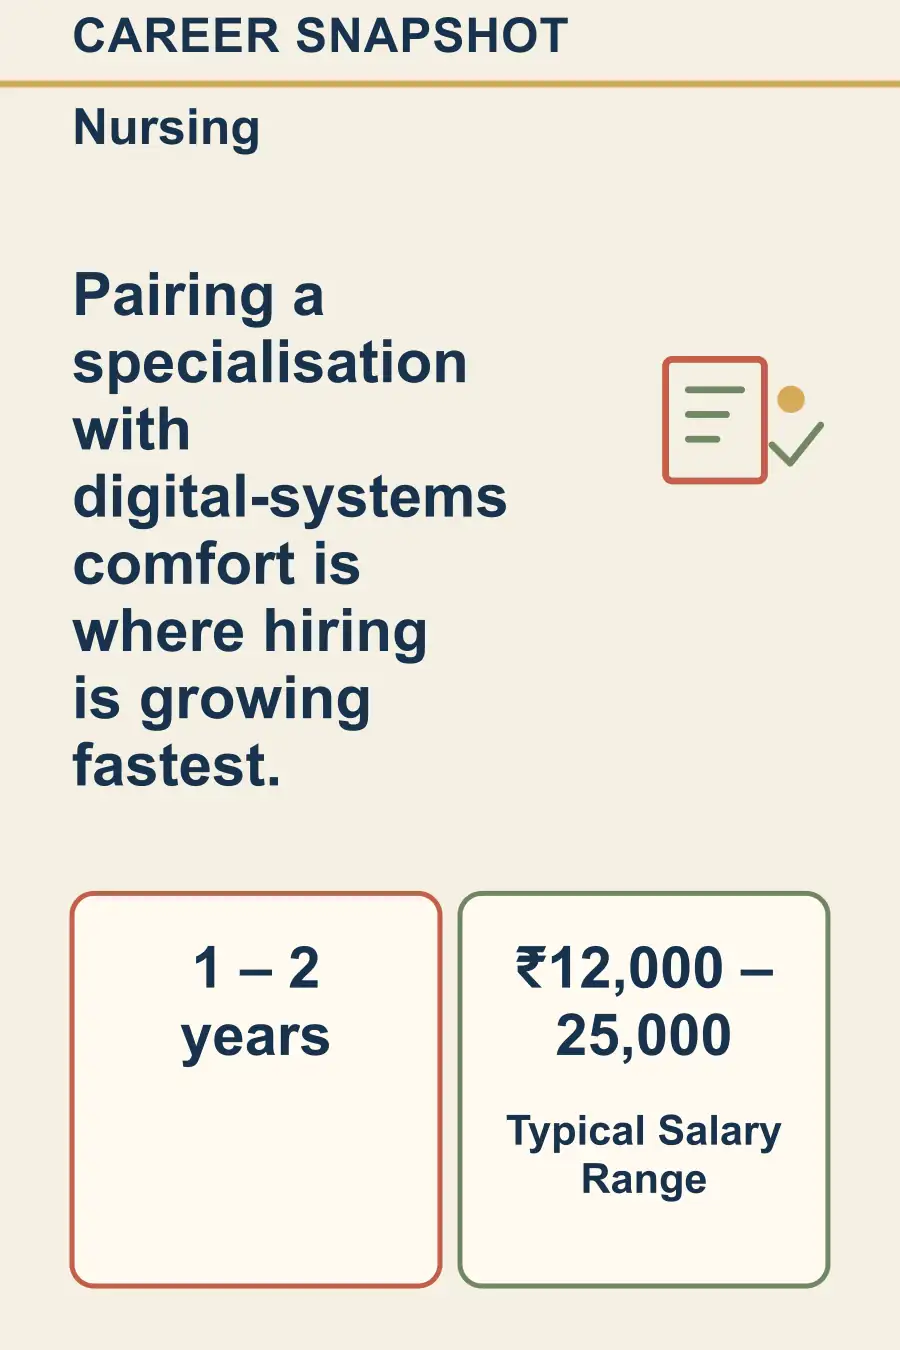 CAREER SNAPSHOT
Nursing
Pairing a
specialisation
with
digital-systems
comfort is
where hiring
is growing
fastest.
1 – 2
years
₹12,000 –
25,000
Typical Salary
Range